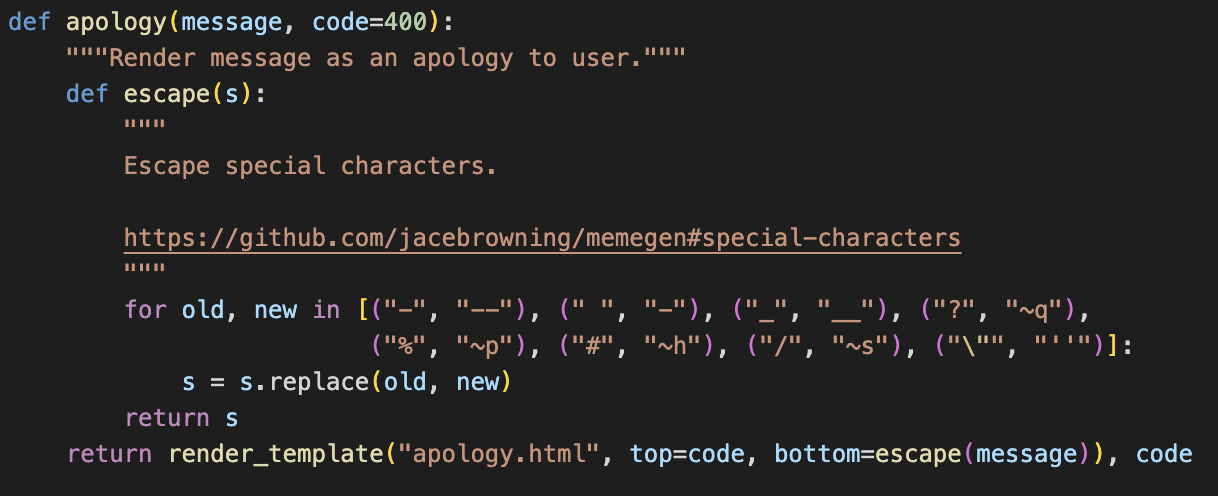 def apology(message, code=400):
    """Render message as an apology to user."""
    def escape(s):
        """
        Escape special characters.

        https://github.com/jacebrowning/memegen#special-characters
        """
        for old, new in [("-", "--"), (" ", "-"), ("_", "__"), ("?", "~q"),
                         ("%", "~p"), ("#", "~h"), ("/", "~s"), ("\"", "''")]:
            s = s.replace(old, new)
        return s
    return render_template("apology.html", top=code, bottom=escape(message)), code